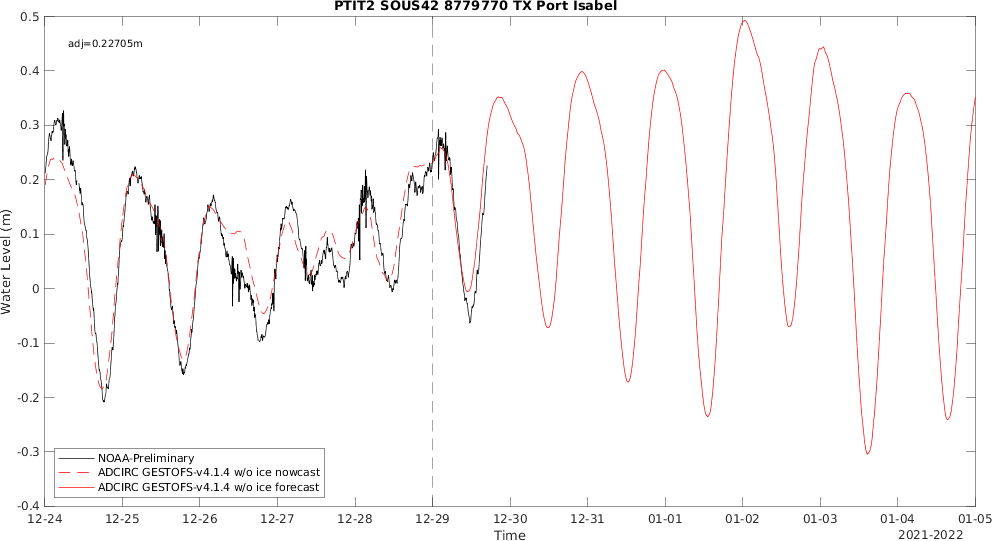 PTIT2 SOUS42 8779770 TX Port Isabel
adj=0.22705m
0.5
0.4
0.3
0.2
0.1
0
-0.1
-0.2
-0.3
-0.4
Water Level (m)
NOAA-Preliminary
ADCIRC GESTOFS-v4.1.4 w/o ice nowcast
ADCIRC GESTOFS-v4.1.4 w/o ice forecast
12-24 12-25 12-26 12-27 12-28 12-29 12-30 12-31 01-01 01-02 01-03 01-04 01-05
Time
2021-2022